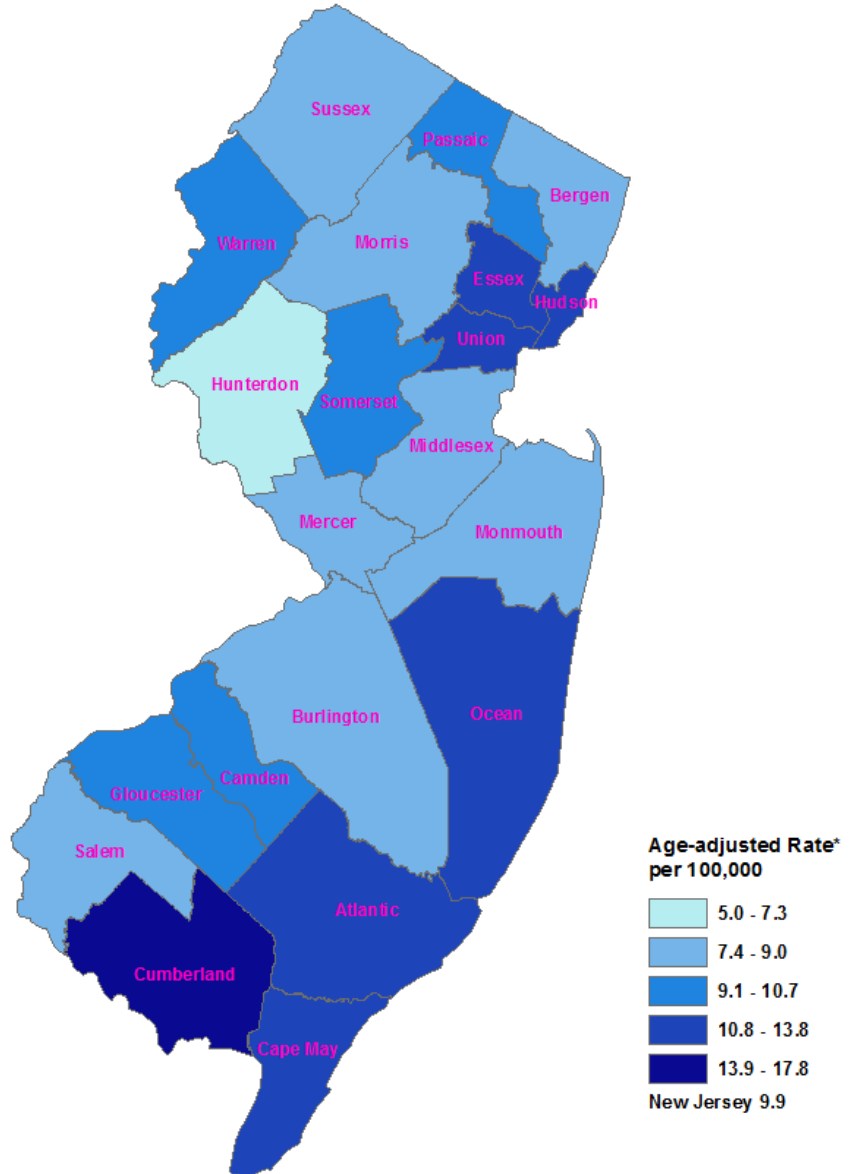 Sussex
Passaic
Bergen
Warren
Morris
Essex
Hudson
Union
Hunterdon
Somerset
Middlesex
Mercer
Monmouth
Burlington
Ocean
Camden
Gloucester
Salem
Atlantic
Cumberland
Cape May
Age-adjusted Rate*
per 100,000
5.0 - 7.3
7.4 - 9.0
9.1 - 10.7
10.8 - 13.8
13.9 - 17.8
New Jersey 9.9